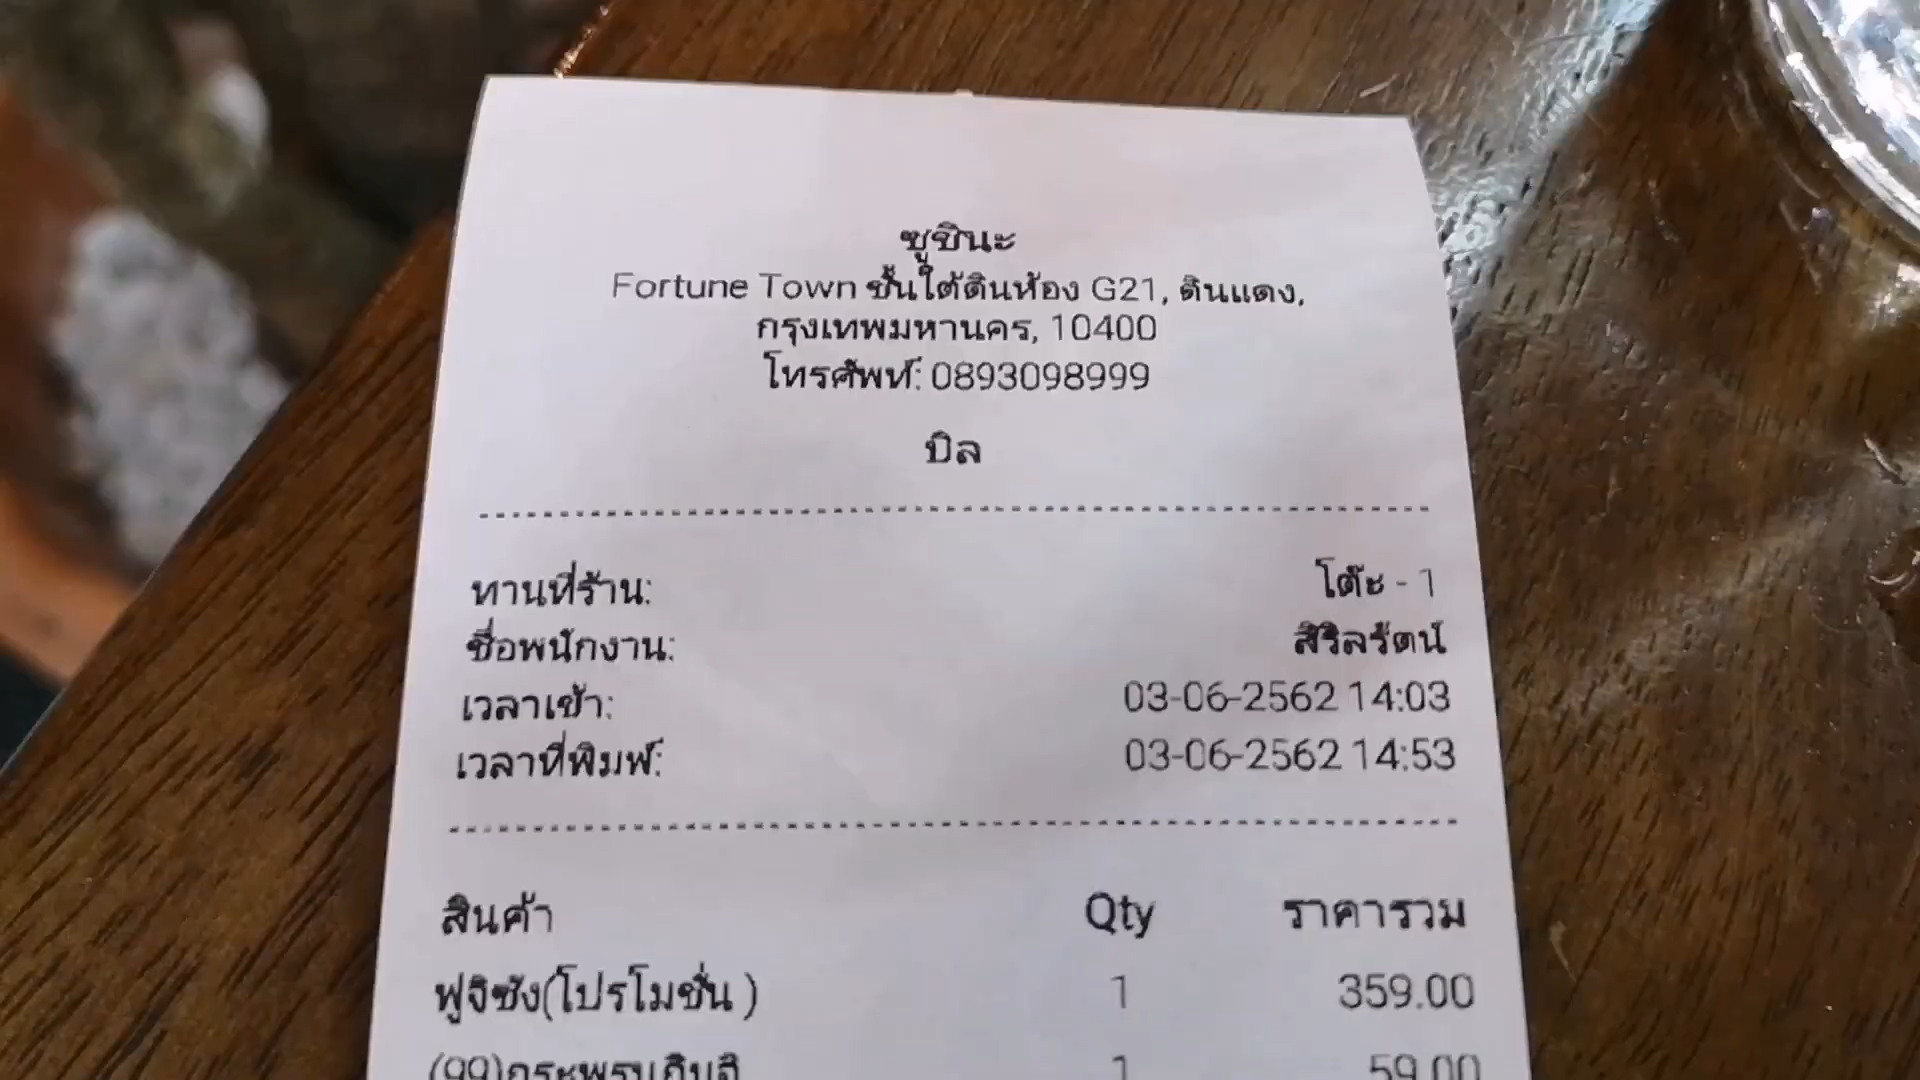 ซูชินะ
Fortune Town ชั้นใต้ดินห้อง G21, ดินแดง,
กรุงเทพมหานคร, 10400
โทรศัพท์: 0893098999
บิล
ทานที่ร้าน: โต๊ะ - 1
ชื่อพนักงาน: สิริลรัตน์
เวลาเข้า: 03-06-2562 14:03
เวลาที่พิมพ์: 03-06-2562 14:53
สินค้า Qty ราคารวม
ฟูจิซัง(โปรโมชั่น ) 1 359.00
1 59.00